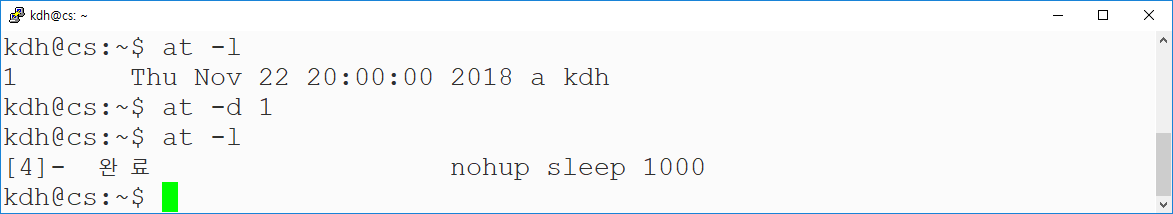 kdh@cs: ~
kdh@cs:~$ at -l
1       Thu Nov 22 20:00:00 2018 a kdh
kdh@cs:~$ at -d 1
kdh@cs:~$ at -l
[4]-  완료                   nohup sleep 1000
kdh@cs:~$